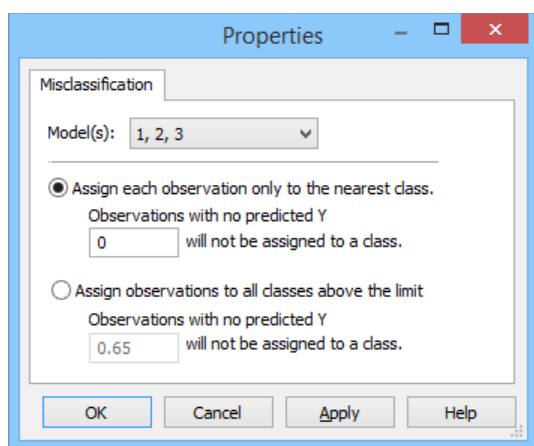 Properties
Misclassification
Model(s): 1, 2, 3
Assign each observation only to the nearest class.
Observations with no predicted Y
0 will not be assigned to a class.
Assign observations to all classes above the limit
Observations with no predicted Y
0.65 will not be assigned to a class.
OK Cancel Apply Help